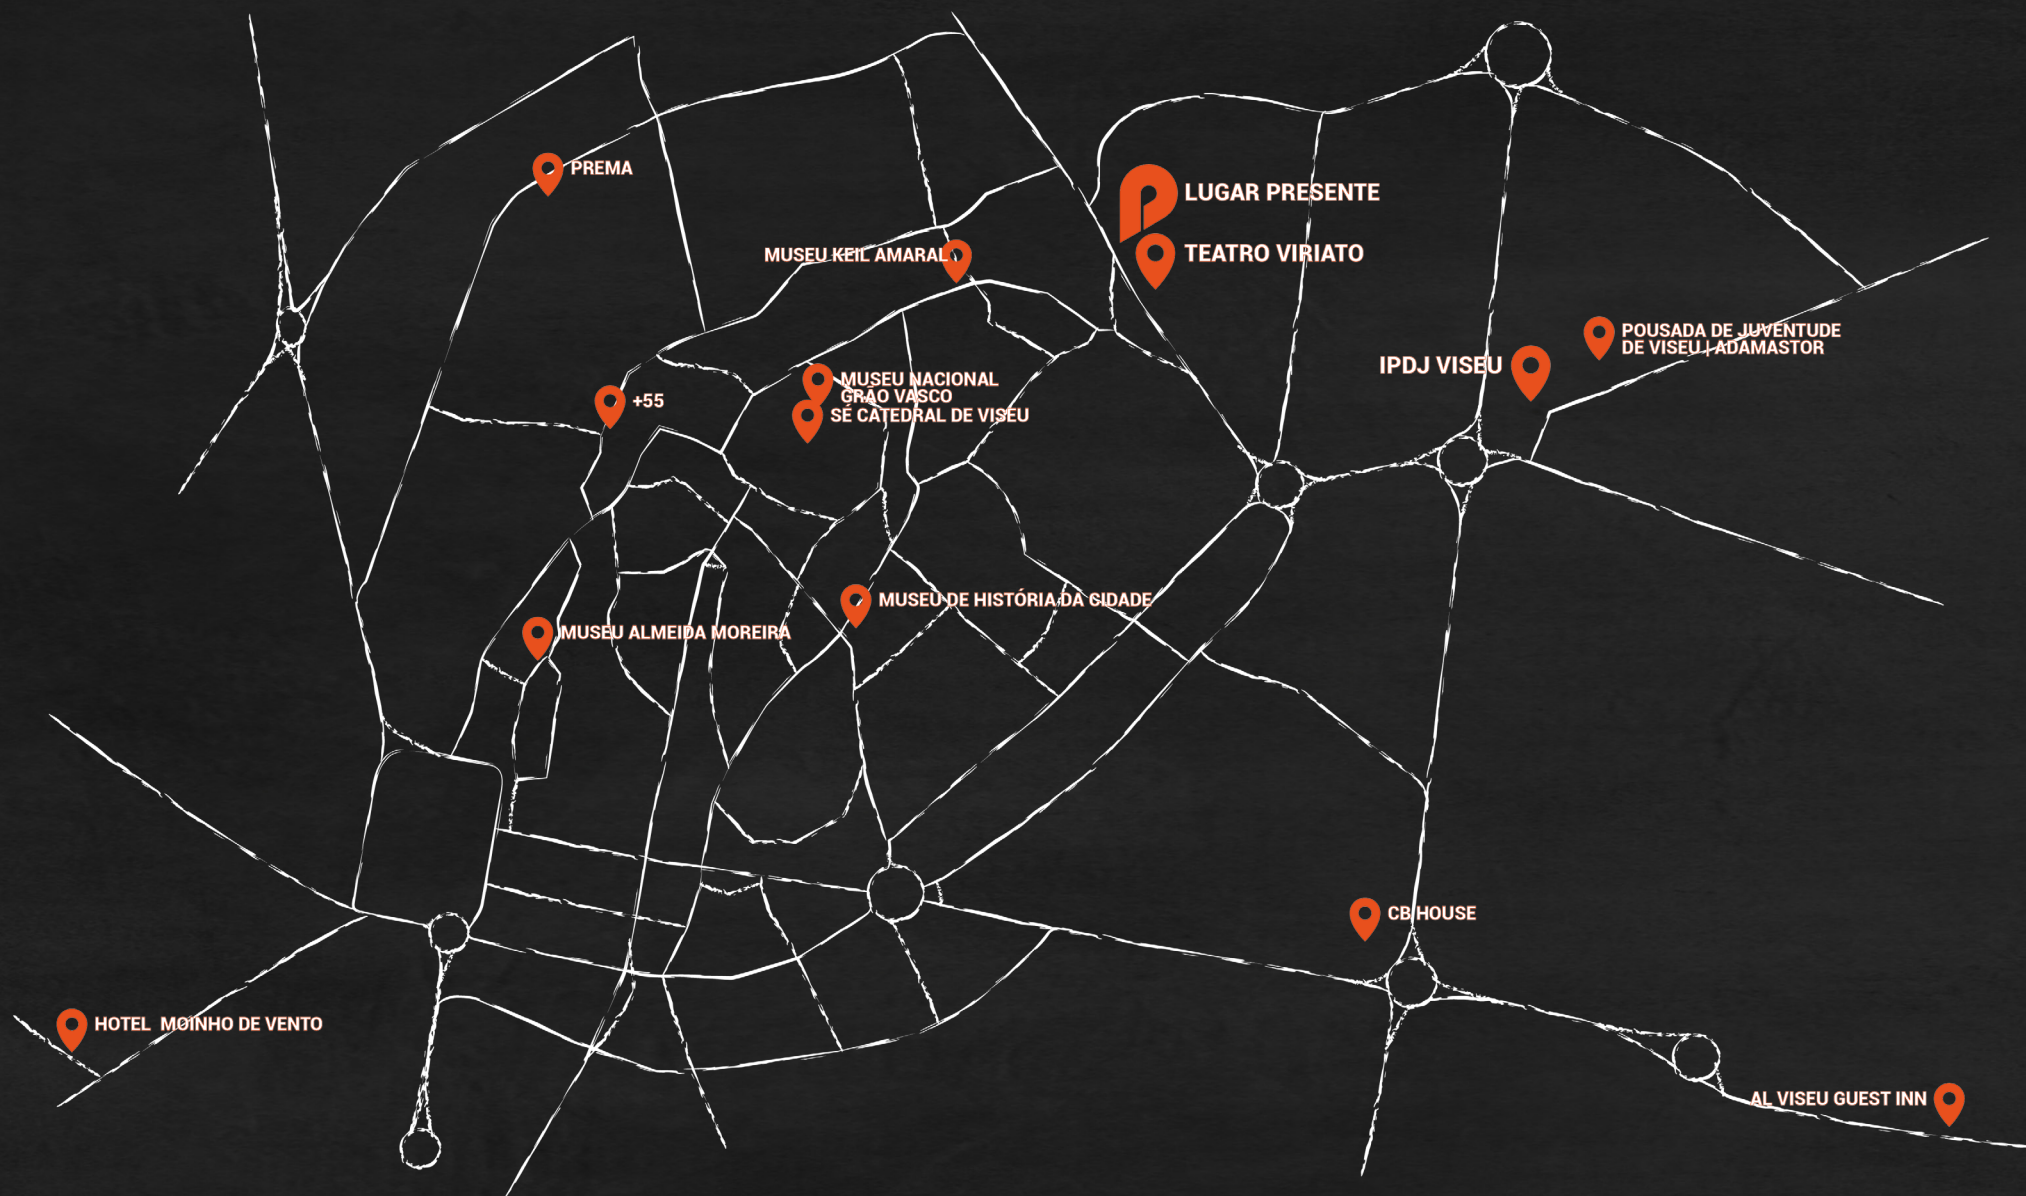 PREMA
LUGAR PRESENTE
MUSEU KEIL AMARAL
TEATRO VIRIATO
POUSADA DE JUVENTUDE
DE VISEU | ADAMASTOR
IPDJ VISEU
MUSEU NACIONAL
GRÃO VASCO
+55
SÉ CATEDRAL DE VISEU
MUSEU DE HISTÓRIA DA CIDADE
MUSEU ALMEIDA MOREIRA
CB HOUSE
HOTEL  MOINHO DE VENTO
AL VISEU GUEST INN